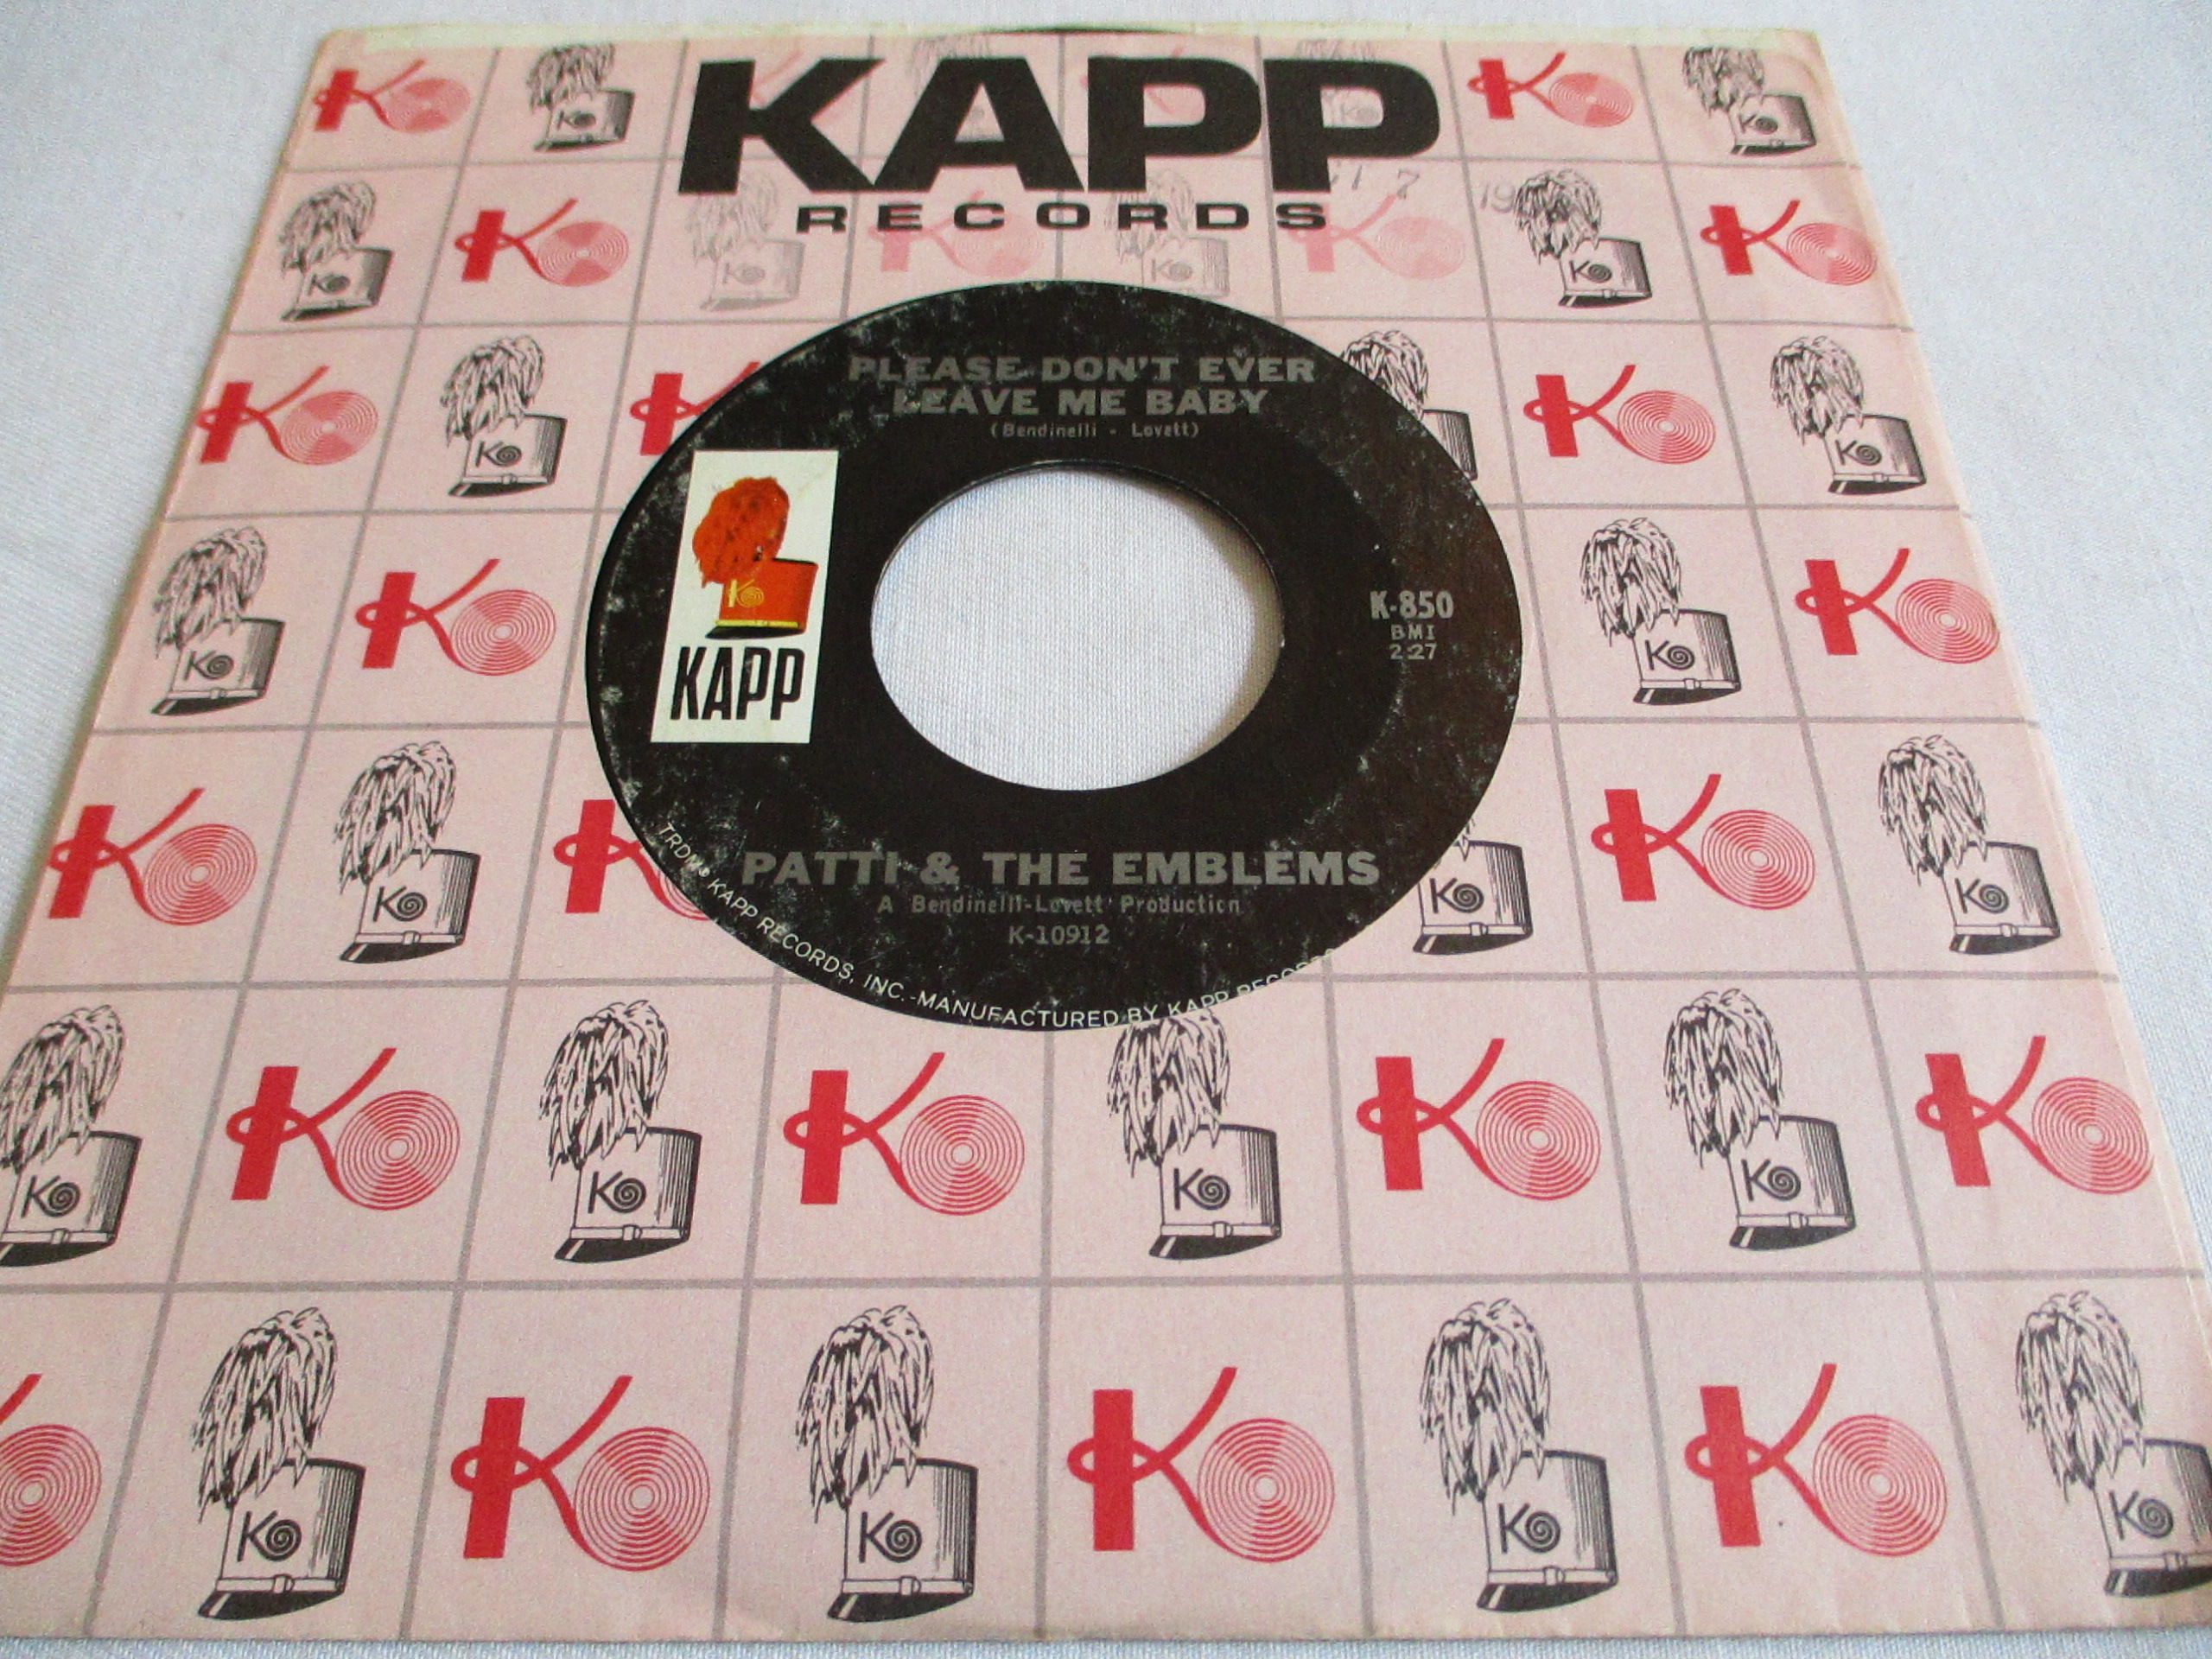 KAPP
RECORDS
PLEASE DON'T EVER
LEAVE ME BABY
(Bendinelli - Lovett)
KAPP
K-850
BMI
2:27
PATTI & THE EMBLEMS
A Bendinelli-Lovett Production
K-10912
TRDM® KAPP RECORDS, INC.-MANUFACTURED BY KAPP RECORDS